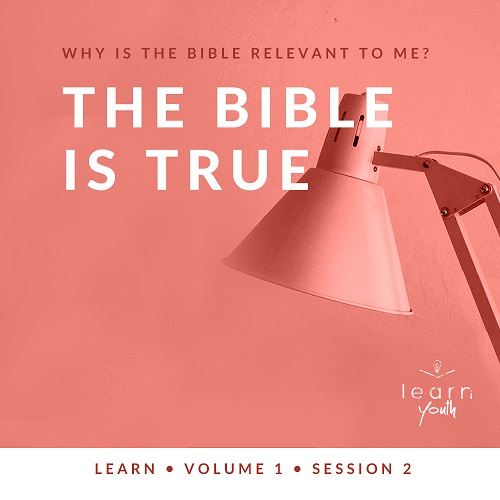 WHY IS THE BIBLE RELEVANT TO ME?
THE BIBLE
IS TRUE
learn
youth
LEARN • VOLUME 1 • SESSION 2